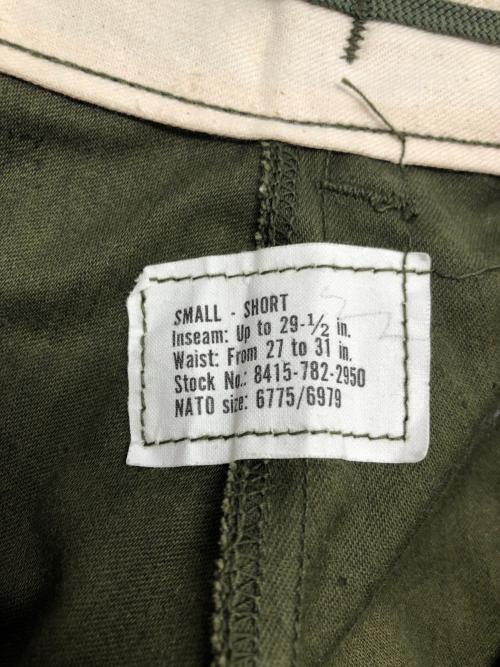 SMALL - SHORT
Inseam: Up to 29-1/2 in.
Waist: From 27 to 31 in.
Stock No.: 8415-782-2950
NATO size: 6775/6979